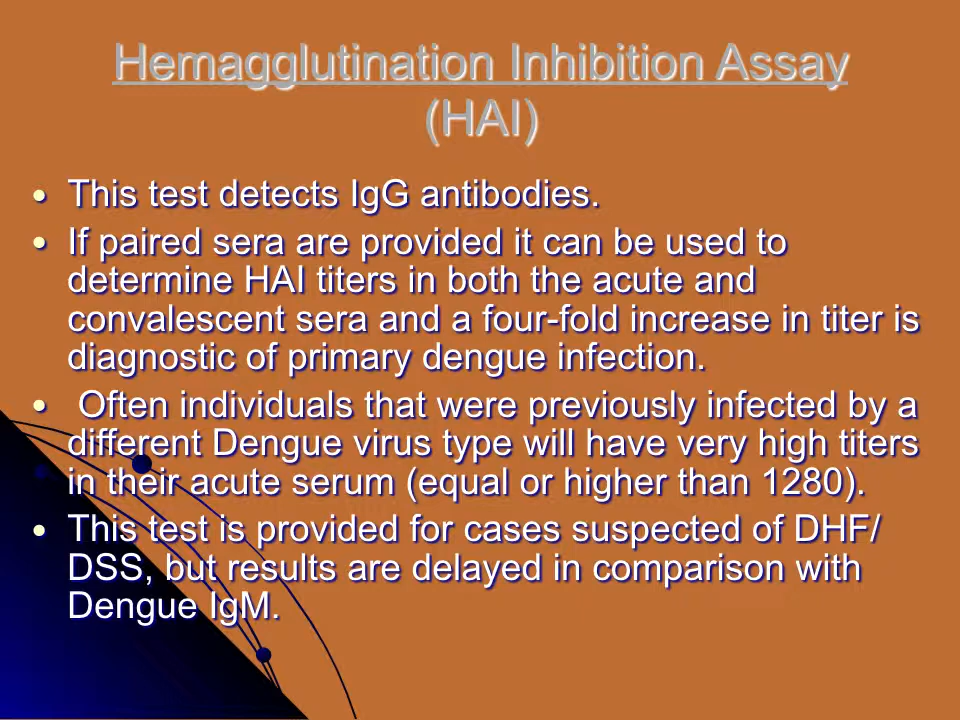 Hemagglutination Inhibition Assay
(HAI)
• This test detects IgG antibodies.
• If paired sera are provided it can be used to
determine HAI titers in both the acute and
convalescent sera and a four-fold increase in titer is
diagnostic of primary dengue infection.
• Often individuals that were previously infected by a
different Dengue virus type will have very high titers
in their acute serum (equal or higher than 1280).
• This test is provided for cases suspected of DHF/
DSS, but results are delayed in comparison with
Dengue IgM.